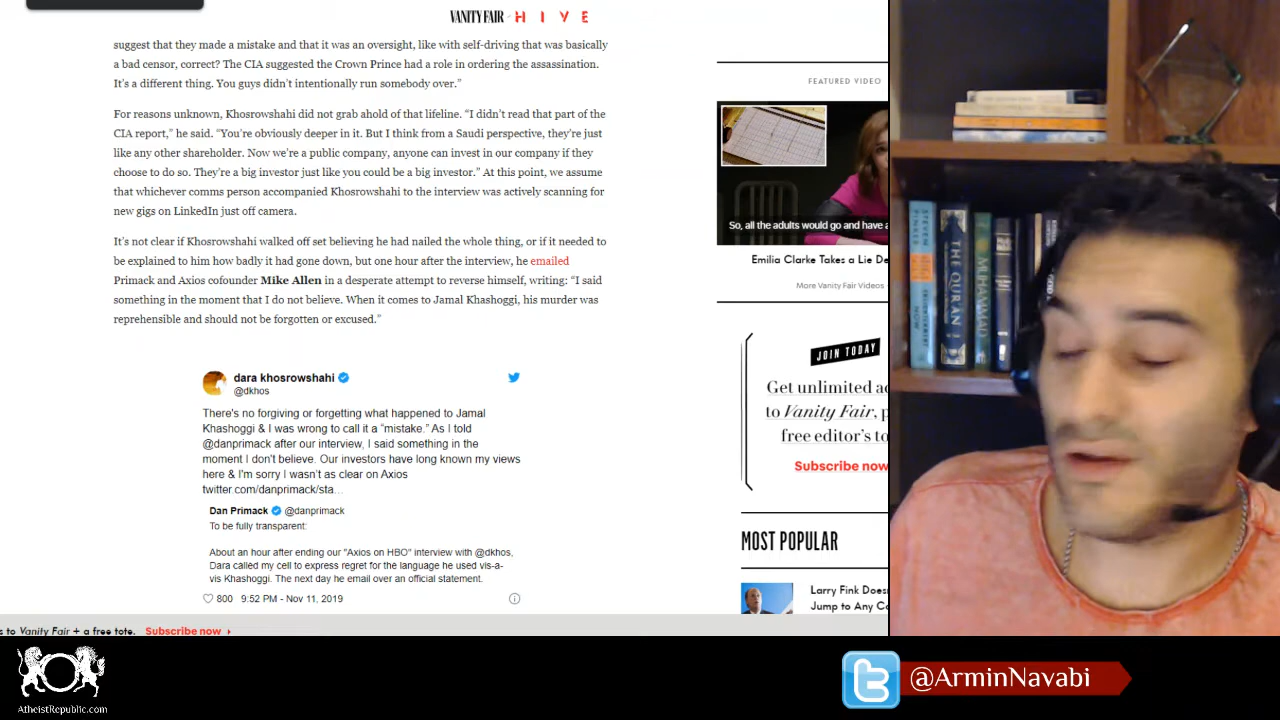 VANITY FAIR HIVE
suggest that they made a mistake and that it was an oversight, like with self-driving that was basically
a bad censor, correct? The CIA suggested the Crown Prince had a role in ordering the assassination.
It's a different thing. You guys didn't intentionally run somebody over.”
For reasons unknown, Khosrowshahi did not grab ahold of that lifeline. “I didn't read that part of the
CIA report,” he said. “You're obviously deeper in it. But I think from a Saudi perspective, they're just
like any other shareholder. Now we're a public company, anyone can invest in our company if they
choose to do so. They're a big investor just like you could be a big investor.” At this point, we assume
that whichever comms person accompanied Khosrowshahi to the interview was actively scanning for
new gigs on LinkedIn just off camera.
It's not clear if Khosrowshahi walked off set believing he had nailed the whole thing, or if it needed to
be explained to him how badly it had gone down, but one hour after the interview, he emailed
Primack and Axios cofounder Mike Allen in a desperate attempt to reverse himself, writing: “I said
something in the moment that I do not believe. When it comes to Jamal Khashoggi, his murder was
reprehensible and should not be forgotten or excused.”
dara khosrowshahi
@dkhos
There's no forgiving or forgetting what happened to Jamal
Khashoggi & I was wrong to call it a “mistake.” As I told
@danprimack after our interview, I said something in the
moment I don't believe. Our investors have long known my views
here & I'm sorry I wasn't as clear on Axios
twitter.com/danprimack/sta…
Dan Primack @danprimack
To be fully transparent:
About an hour after ending our "Axios on HBO" interview with @dkhos,
Dara called my cell to express regret for the language he used vis-a-
vis Khashoggi. The next day he email over an official statement.
800 9:52 PM - Nov 11, 2019
s to Vanity Fair + a free tote. Subscribe now
FEATURED VIDEO
So, all the adults would go and have a
Emilia Clarke Takes a Lie De
More Vanity Fair Videos
JOIN TODAY
Get unlimited ac
to Vanity Fair, p
free editor's to
Subscribe now
MOST POPULAR
Larry Fink Doesn
Jump to Any Co
STEVEN PINKER
ENLIGHTENMENT NOW
THE QUR'AN
MUHAMMAD
GOD
AtheistRepublic.com
@ArminNavabi